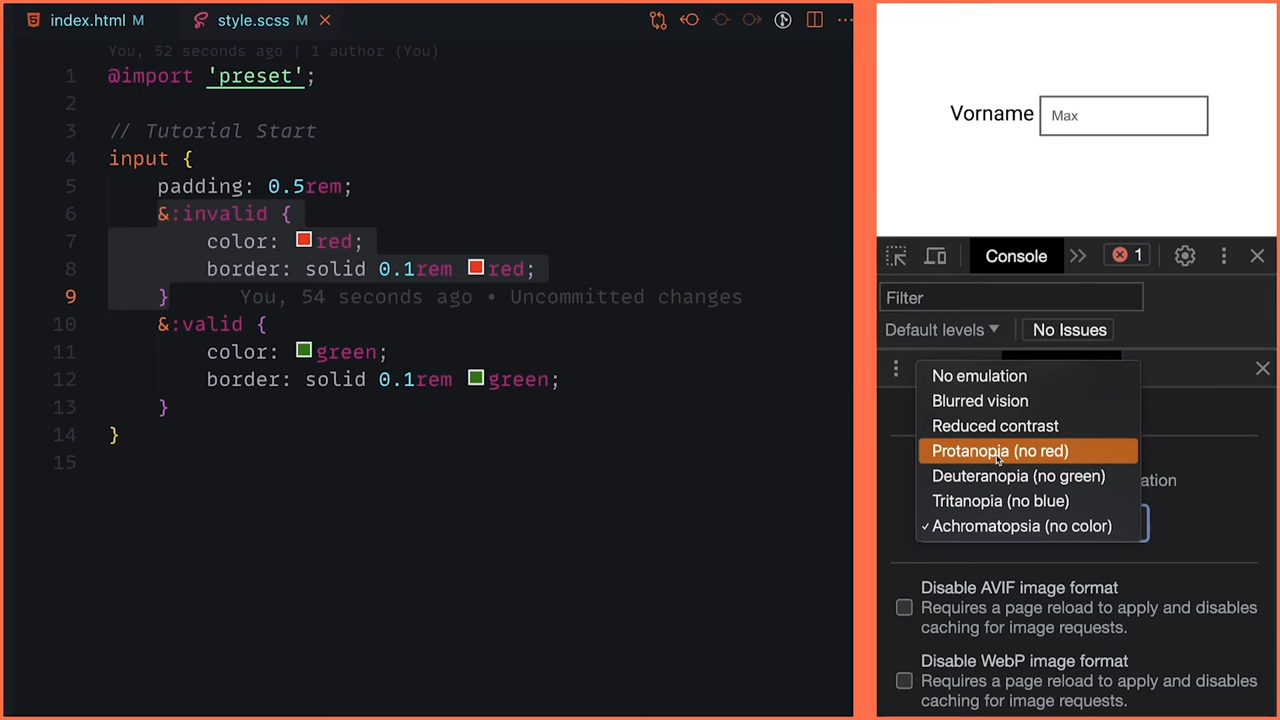 index.html M
style.scss M
You, 52 seconds ago | 1 author (You)
1 @import 'preset';
2
3 // Tutorial Start
4 input {
5 padding: 0.5rem;
6 &:invalid {
7 color: red;
8 border: solid 0.1rem red;
9 } You, 54 seconds ago • Uncommitted changes
10 &:valid {
11 color: green;
12 border: solid 0.1rem green;
13 }
14 }
15
Vorname Max
Console 1
Filter
Default levels No Issues
No emulation
Blurred vision
Reduced contrast
Protanopia (no red)
Deuteranopia (no green) ation
Tritanopia (no blue)
✓ Achromatopsia (no color)
Disable AVIF image format
Requires a page reload to apply and disables
caching for image requests.
Disable WebP image format
Requires a page reload to apply and disables
caching for image requests.